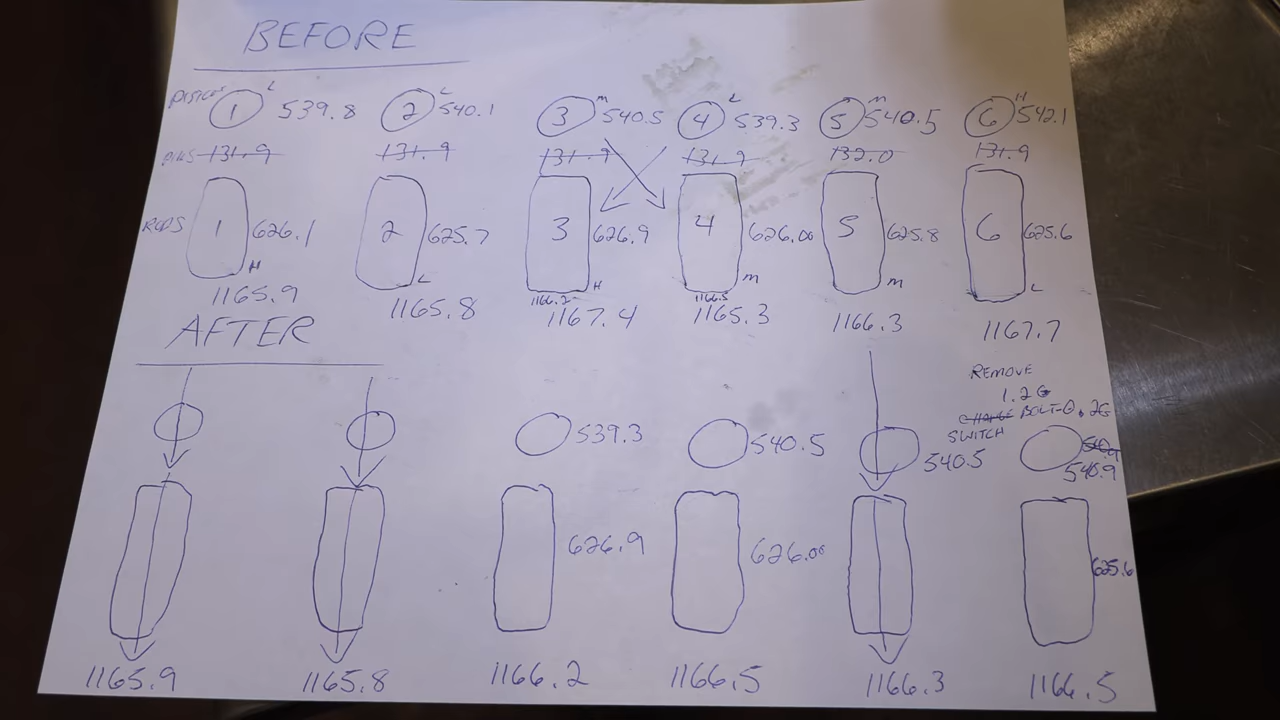 BEFORE
PISTONS 1 L 539.8 2 L 540.1 3 M 540.5 4 L 539.3 5 M 540.5 6 H 542.1
PINS 131.9 131.9 131.9 131.9 132.0 131.9
RODS 1 626.1 2 625.7 3 626.9 4 626.00 5 625.8 6 625.6
H L H M M L
1166.2 1166.5
1165.9 1165.8 1167.4 1165.3 1166.3 1167.7
AFTER
REMOVE
1.2G
CHANGE BOLT-0.2G
SWITCH
539.3 540.5 540.5 540.9
626.9 626.00 625.6
1165.9 1165.8 1166.2 1166.5 1166.3 1166.5